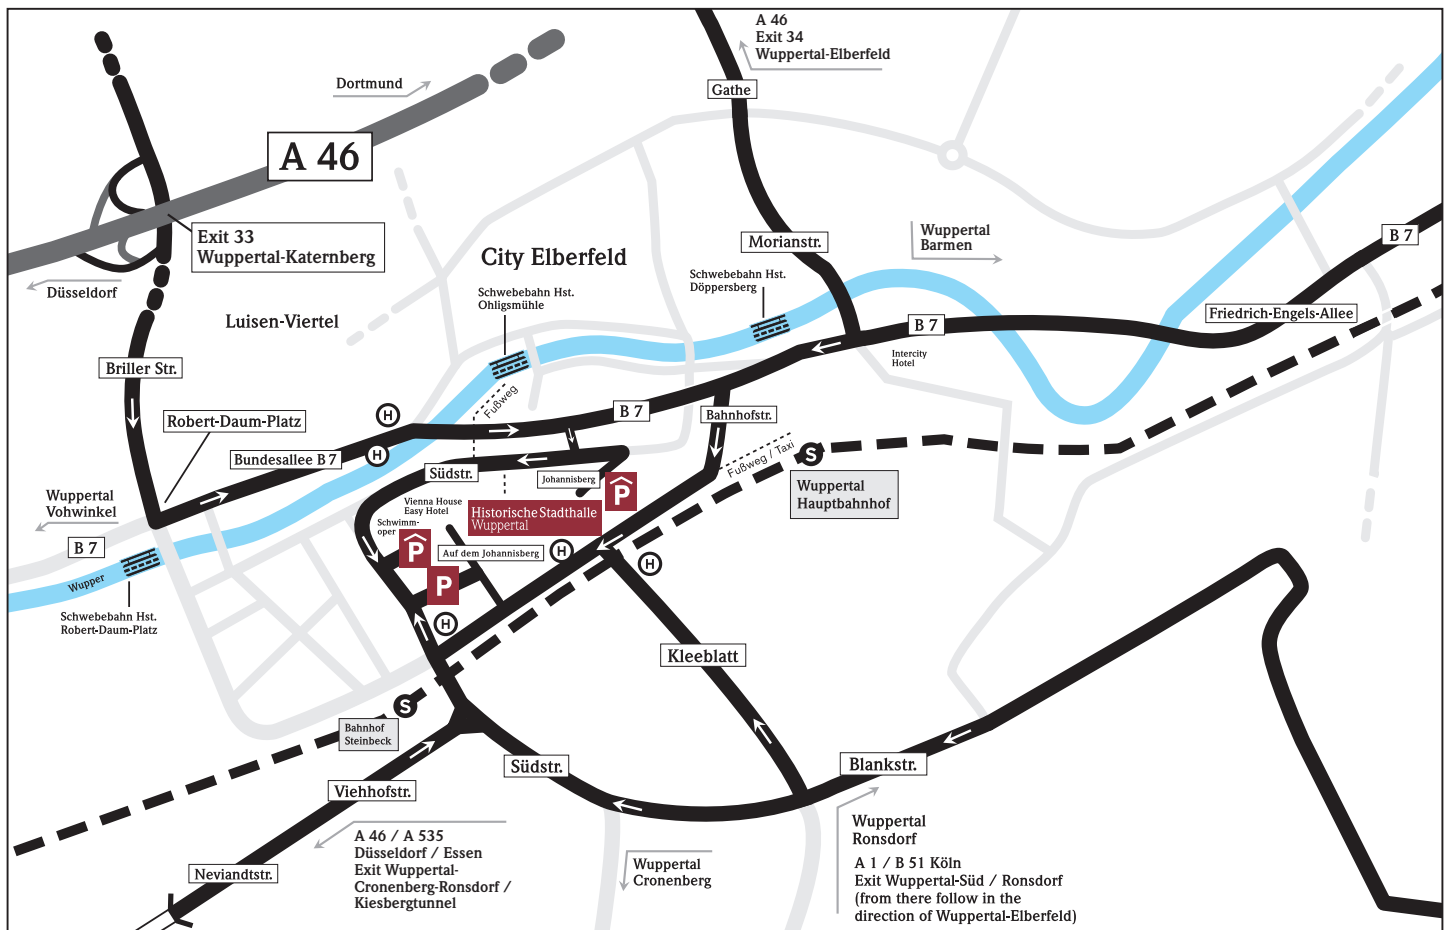 A 46
Exit 34
Wuppertal-Elberfeld
Dortmund
Gathe
A 46
Exit 33
Wuppertal-Katernberg
Düsseldorf
City Elberfeld
Morianstr.
Wuppertal
Barmen
B 7
Schwebebahn Hst.
Döppersberg
Schwebebahn Hst.
Ohligsmühle
Luisen-Viertel
B 7
Friedrich-Engels-Allee
Intercity
Hotel
Briller Str.
Fußweg
B 7
Bahnhofstr.
Robert-Daum-Platz
H
Bundesallee B 7
H
Südstr.
Johannisberg
Fußweg / Taxi
S
Wuppertal
Hauptbahnhof
P
Wuppertal
Vohwinkel
B 7
Vienna House
Easy Hotel
Historische Stadthalle
Wuppertal
Schwimm-
oper
P
Auf dem Johannisberg
H
H
P
Wupper
Schwebebahn Hst.
Robert-Daum-Platz
H
Kleeblatt
S
Bahnhof
Steinbeck
Südstr.
Blankstr.
Viehhofstr.
A 46 / A 535
Düsseldorf / Essen
Exit Wuppertal-
Cronenberg-Ronsdorf /
Kiesbergtunnel
Neviandtstr.
Wuppertal
Cronenberg
Wuppertal
Ronsdorf
A 1 / B 51 Köln
Exit Wuppertal-Süd / Ronsdorf
(from there follow in the
direction of Wuppertal-Elberfeld)